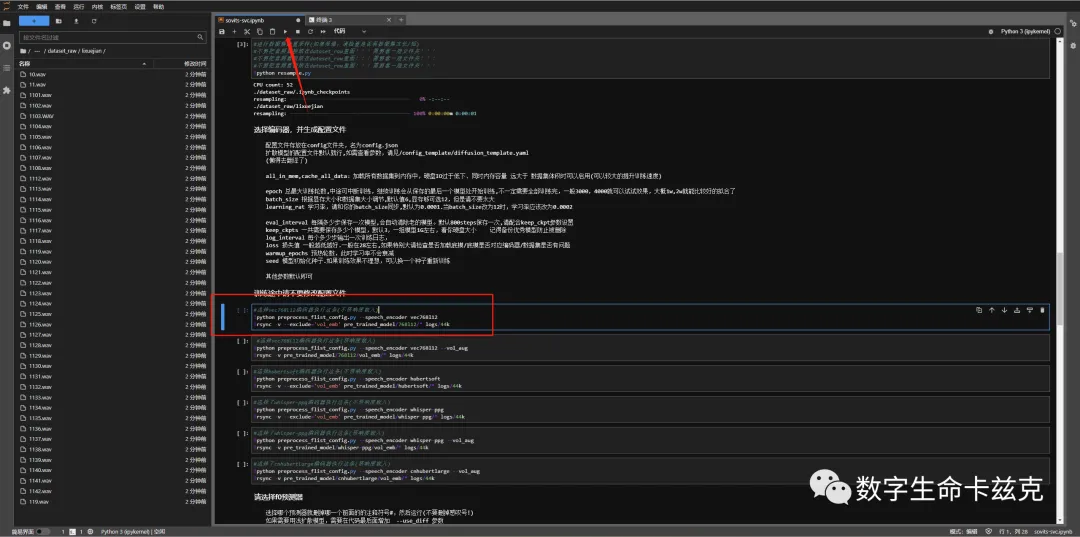 文件 编辑 查看 运行 内核 标签页 设置 帮助
sovits-svc.ipynb
终端 3
代码
Python 3 (ipykernel)
/ ... / dataset_raw / lixuejian /
名称
修改时间
10.wav 2 分钟前
11.wav 2 分钟前
1101.wav 2 分钟前
1102.wav 2 分钟前
1103.WAV 2 分钟前
1104.wav 2 分钟前
1105.wav 2 分钟前
1106.wav 2 分钟前
1107.wav 2 分钟前
1108.wav 2 分钟前
1112.wav 2 分钟前
1113.wav 2 分钟前
1114.wav 2 分钟前
1115.wav 2 分钟前
1116.wav 2 分钟前
1117.wav 2 分钟前
1118.wav 2 分钟前
1119.wav 2 分钟前
1120.wav 2 分钟前
1121.wav 2 分钟前
1122.wav 2 分钟前
1123.wav 2 分钟前
1124.wav 2 分钟前
1125.wav 2 分钟前
1126.wav 2 分钟前
1127.wav 2 分钟前
1128.wav 2 分钟前
1129.wav 2 分钟前
1130.wav 2 分钟前
1131.wav 2 分钟前
1132.wav 2 分钟前
1133.wav 2 分钟前
1134.wav 2 分钟前
1135.wav 2 分钟前
1136.wav 2 分钟前
1137.wav 2 分钟前
1138.wav 2 分钟前
1139.wav 2 分钟前
1140.wav 2 分钟前
1141.wav 2 分钟前
1142.wav 2 分钟前
119.wav 2 分钟前
[3]:
!python resample.py
CPU count: 52
./dataset_raw/.ipynb_checkpoints
resampling: 0% -:--:--
./dataset_raw/lixuejian
resampling: 100% 0:00:00 0:00:01
选择编码器，并生成配置文件
配置文件存放在config文件夹，名为config.json
扩散模型的配置文件默认就行,如需查看参数，请见/config_template/diffusion_template.yaml
(懒得去翻译了)
all_in_mem,cache_all_data: 加载所有数据集到内存中，硬盘IO过于低下，同时内存容量 远大于 数据集体积时可以启用(可以较大的提升训练速度)
epoch 总最大训练轮数,中途可中断训练，继续训练会从保存的最后一个模型处开始训练,不一定需要全部训练完，一般3000，4000就可以试试效果，大概1w,2w就能比较好的拟合了
batch_size 根据显存大小和数据集大小调节,默认值6,显存够可选12，但是请不要太大
learning_rat 学习率，请和你的batch_size同步,默认为0.0001.当batch_size改为12时，学习率应该改为0.0002
eval_interval 每隔多少步保存一次模型,会自动清除老的模型，默认800steps保存一次,请配合keep_ckpt参数设置
keep_ckpts 一共需要保存多少个模型，默认3，一组模型1G左右，看你硬盘大小 记得备份优秀模型防止被删除
log_interval 每个多少步输出一次训练日志，
loss 损失值 一般越低越好.一般在26左右,如果特别大请检查是否加载底模/底模是否对应编码器/数据集是否有问题
warmup_epochs 预热轮数，此时学习率不会衰减
seed 模型初始化种子.如果训练效果不理想，可以换一个种子重新训练
其他参数默认即可
训练途中请不要修改配置文件
[ ]: #选择vec768l12编码器执行这条(不带响度嵌入)
!python preprocess_flist_config.py --speech_encoder vec768l12
!rsync -v --exclude='vol_emb' pre_trained_model/768l12/* logs/44k
[ ]: #选择vec768l12编码器执行这条(带响度嵌入)
!python preprocess_flist_config.py --speech_encoder vec768l12 --vol_aug
!rsync -v pre_trained_model/768l12/vol_emb/* logs/44k
[ ]: #选择hubertsoft编码器执行这条(不带响度嵌入)
!python preprocess_flist_config.py --speech_encoder hubertsoft
!rsync -v --exclude='vol_emb' pre_trained_model/hubertsoft/* logs/44k
[ ]: #选择了whisper-ppg编码器执行这条(不带响度嵌入)
!python preprocess_flist_config.py --speech_encoder whisper-ppg
!rsync -v --exclude='vol_emb' pre_trained_model/whisper-ppg/* logs/44k
[ ]: #选择了whisper-ppg编码器执行这条(带响度嵌入)
!python preprocess_flist_config.py --speech_encoder whisper-ppg --vol_aug
!rsync -v pre_trained_model/whisper-ppg/vol_emb/* logs/44k
[ ]: #选择了cnhubertlarge编码器执行这条(带响度嵌入)
!python preprocess_flist_config.py --speech_encoder cnhubertlarge --vol_aug
!rsync -v pre_trained_model/cnhubertlarge/vol_emb/* logs/44k
请选择f0预测器
选择哪个预测器就删掉哪一个前面的的注释符号#，然后运行(不要删掉感叹号!)
如果需要用浅扩散模型，需要在代码最后面增加 --use_diff 参数
数字生命卡兹克
简易界面 1 1 Python 3 (ipykernel) | 空闲
模式: 编辑 行 1，列 28 sovits-svc.ipynb